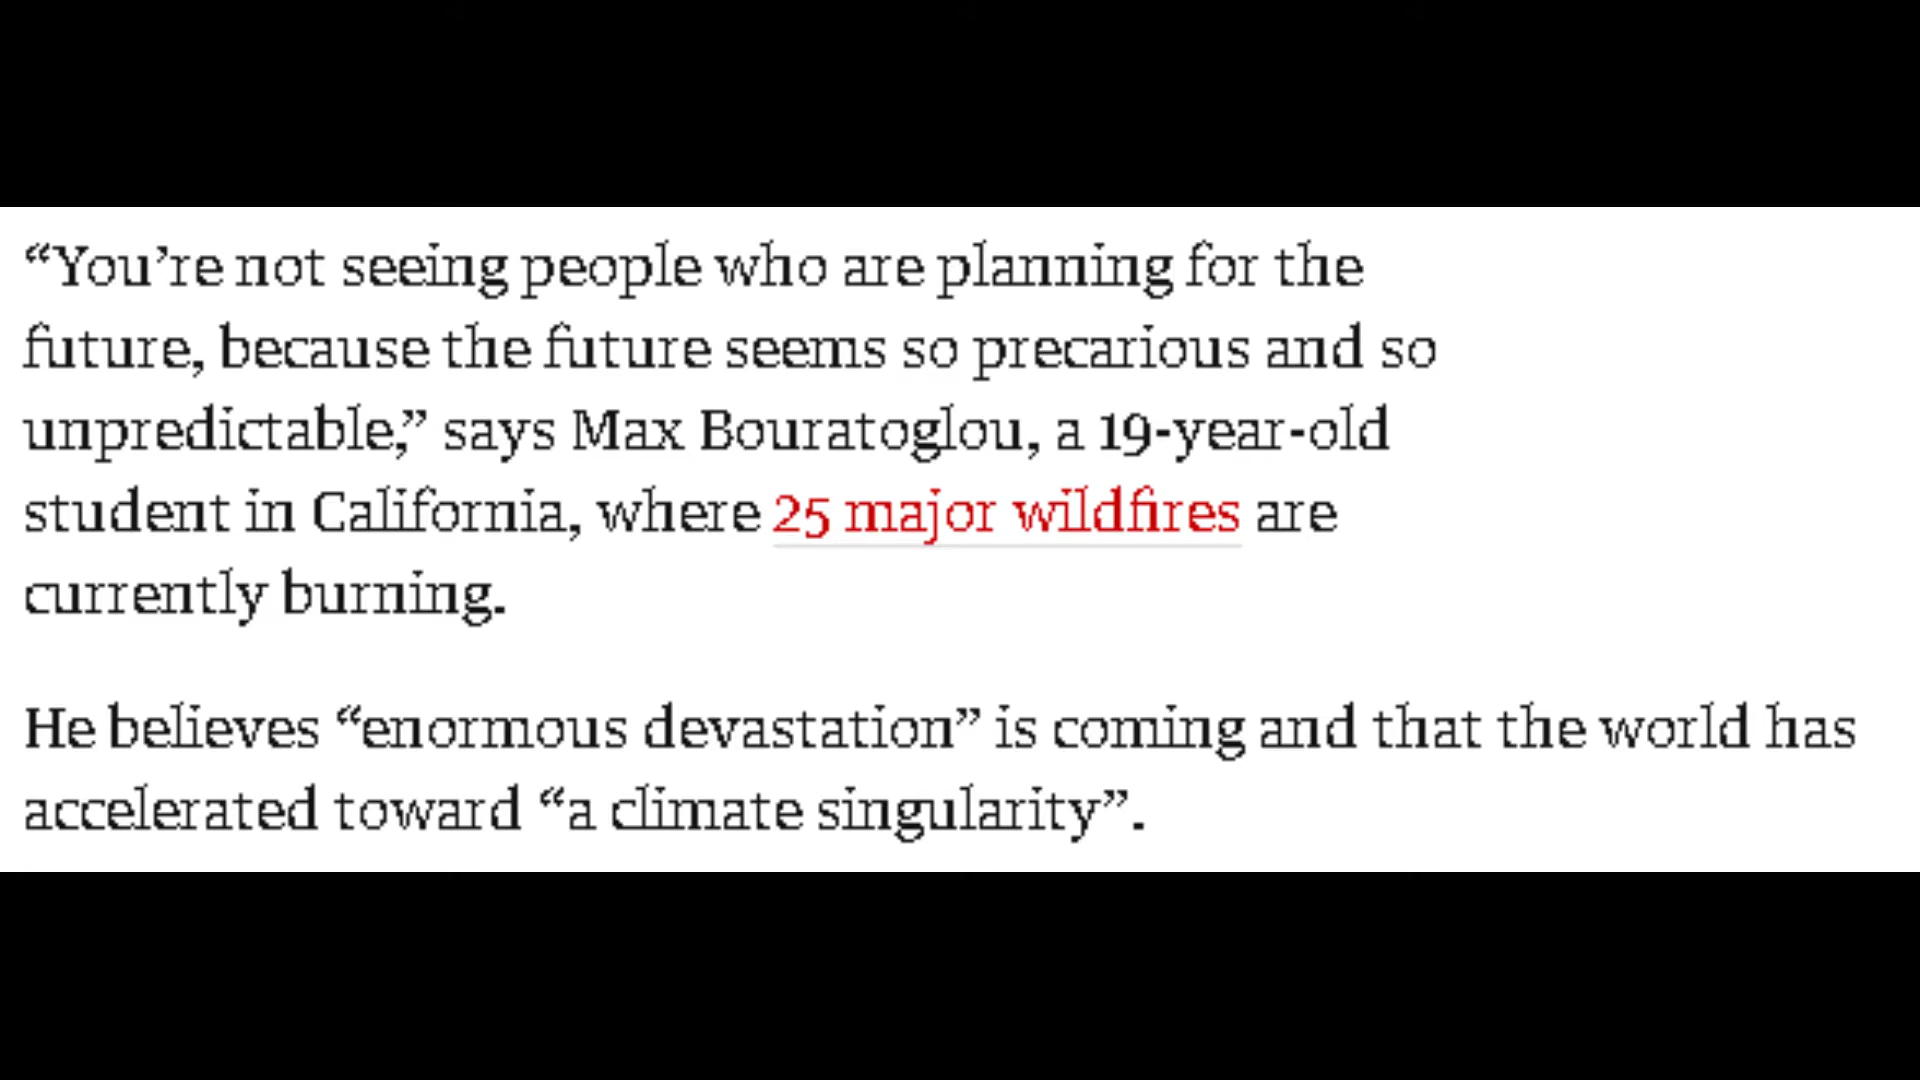 “You’re not seeing people who are planning for the
future, because the future seems so precarious and so
unpredictable,” says Max Bouratoglou, a 19-year-old
student in California, where 25 major wildfires are
currently burning.
He believes “enormous devastation” is coming and that the world has
accelerated toward “a climate singularity”.